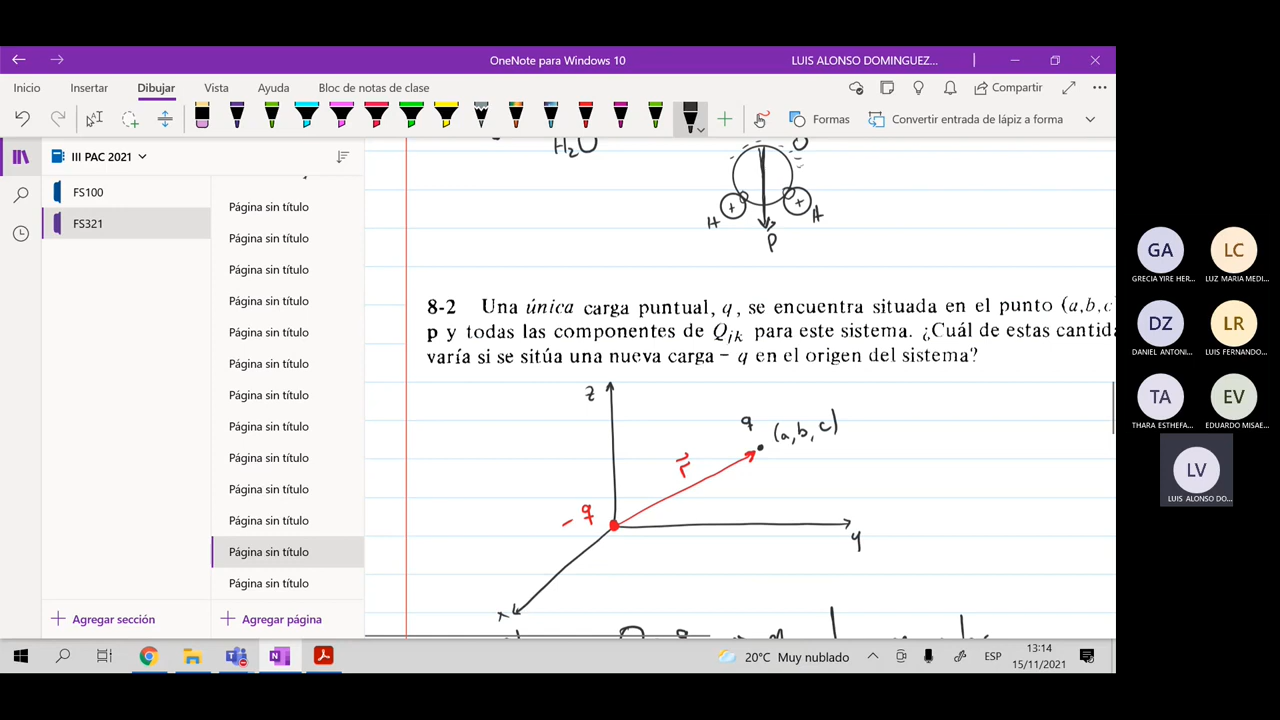 OneNote para Windows 10
LUIS ALONSO DOMINGUEZ...
Inicio
Insertar
Dibujar
Vista
Ayuda
Bloc de notas de clase
Compartir
Formas
Convertir entrada de lápiz a forma
III PAC 2021
FS100
FS321
Página sin título
Página sin título
Página sin título
Página sin título
Página sin título
Página sin título
Página sin título
Página sin título
Página sin título
Página sin título
Página sin título
Página sin título
Página sin título
Agregar sección
Agregar página
H₂O
O
+
+
H
H
P
8-2 Una única carga puntual, q, se encuentra situada en el punto (a,b,c
p y todas las componentes de Qjk para este sistema. ¿Cuál de estas cantida
varía si se sitúa una nueva carga – q en el origen del sistema?
z
q
(a, b, c)
r⃗
- q
y
x
GA
GRECIA YIRE HER...
LC
LUZ MARIA MEDI...
DZ
DANIEL ANTONI...
LR
LUIS FERNANDO...
TA
THARA ESTHEFA...
EV
EDUARDO MISAE...
LV
LUIS ALONSO DO...
20°C Muy nublado
ESP
13:14
15/11/2021